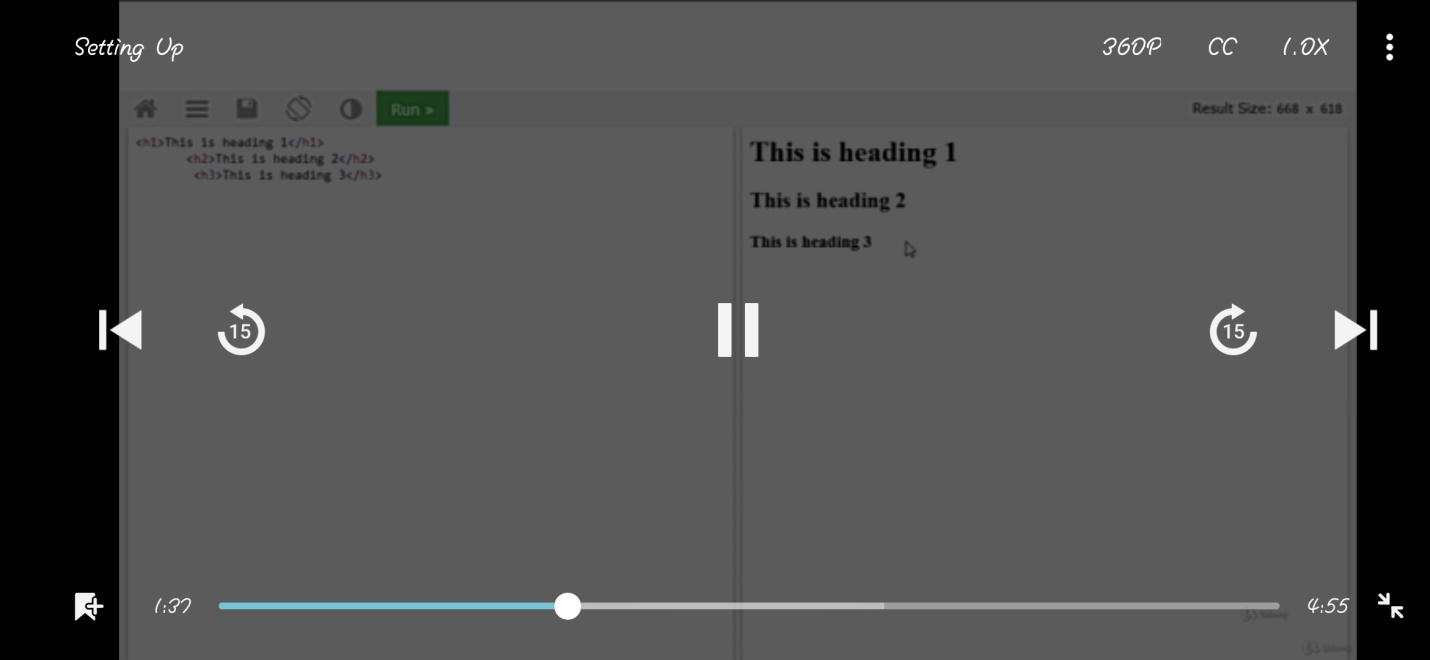 Setting Up
360P CC 1.0X
Run »
Result Size: 668 x 618
<h1>This is heading 1</h1>
<h2>This is heading 2</h2>
<h3>This is heading 3</h3>
This is heading 1
This is heading 2
This is heading 3
15
15
1:37
4:55